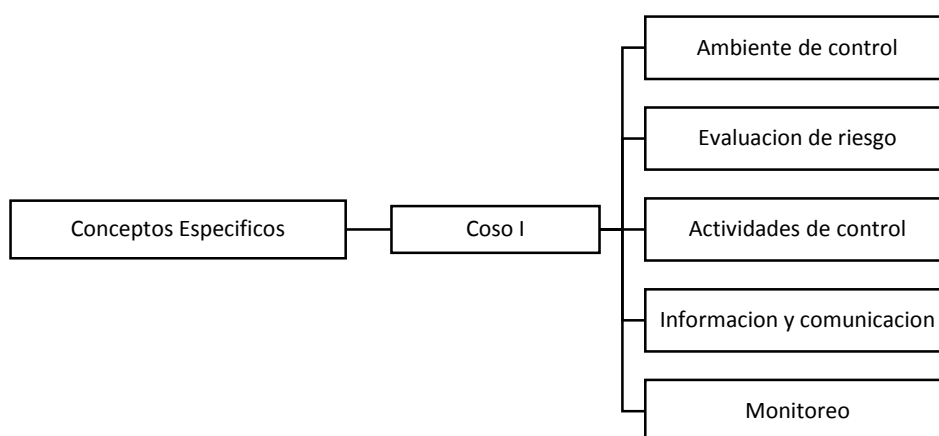 Ambiente de control
Evaluacion de riesgo
Conceptos Especificos
Coso I
Actividades de control
Informacion y comunicacion
Monitoreo